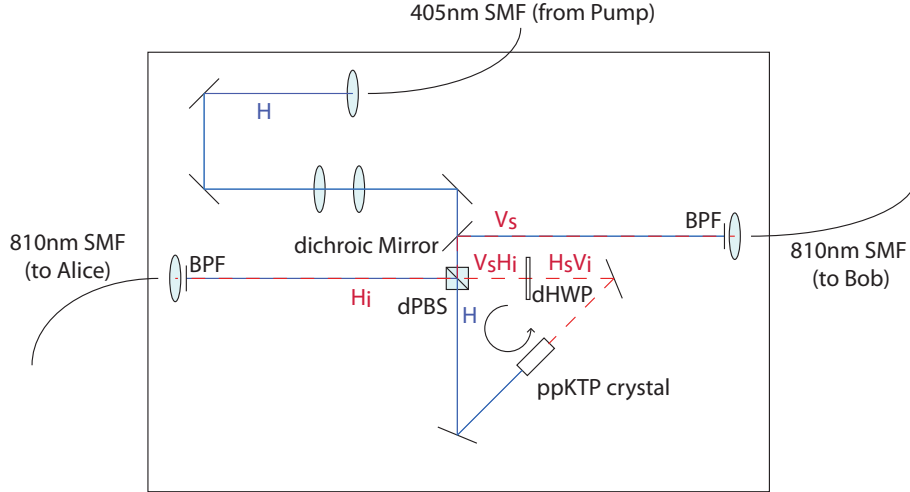 405nm SMF (from Pump)
H
Vs
BPF
810nm SMF
(to Alice)
BPF
dichroic Mirror
VsHi
HsVi
810nm SMF
(to Bob)
Hi
dPBS
H
dHWP
ppKTP crystal